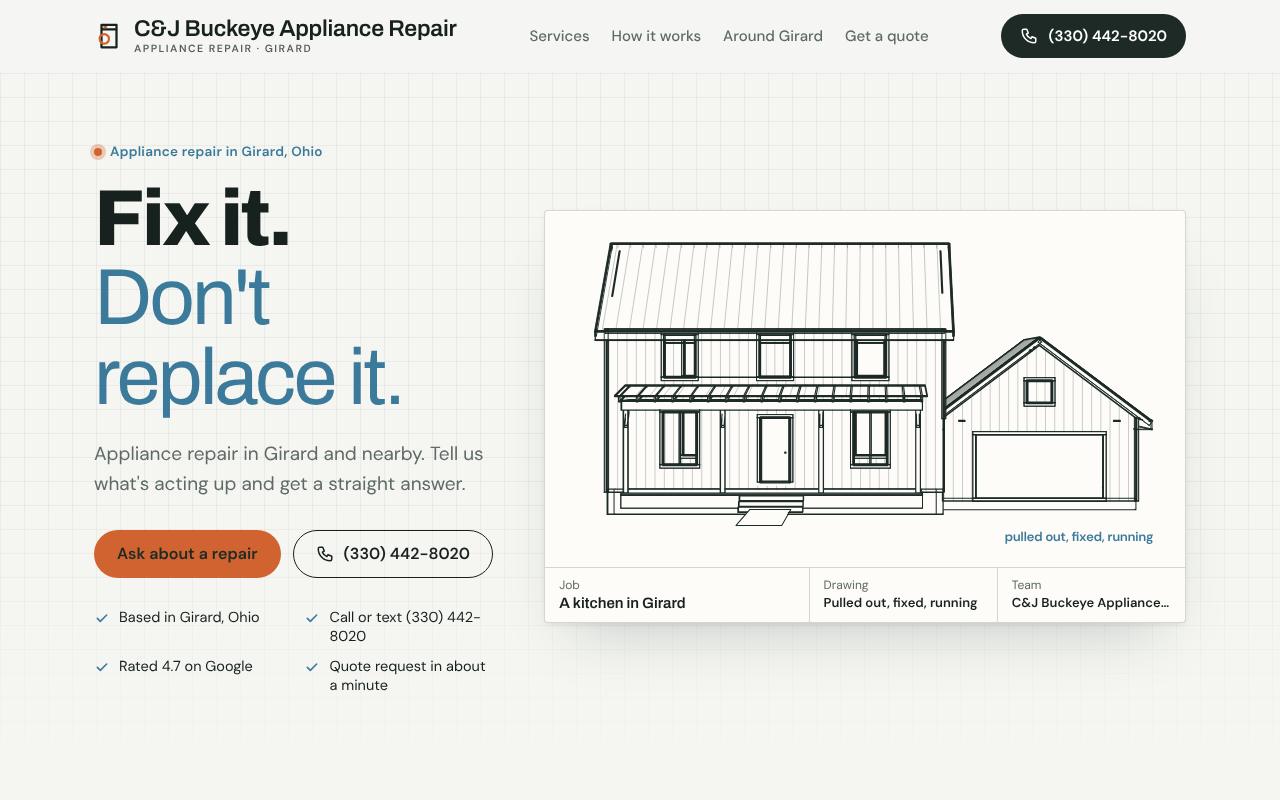 C&J Buckeye Appliance Repair
APPLIANCE REPAIR · GIRARD
Services
How it works
Around Girard
Get a quote
(330) 442-8020
Appliance repair in Girard, Ohio
Fix it.
Don't
replace it.
Appliance repair in Girard and nearby. Tell us
what's acting up and get a straight answer.
Ask about a repair
(330) 442-8020
Based in Girard, Ohio
Call or text (330) 442-
8020
Rated 4.7 on Google
Quote request in about
a minute
pulled out, fixed, running
Job
A kitchen in Girard
Drawing
Pulled out, fixed, running
Team
C&J Buckeye Appliance...